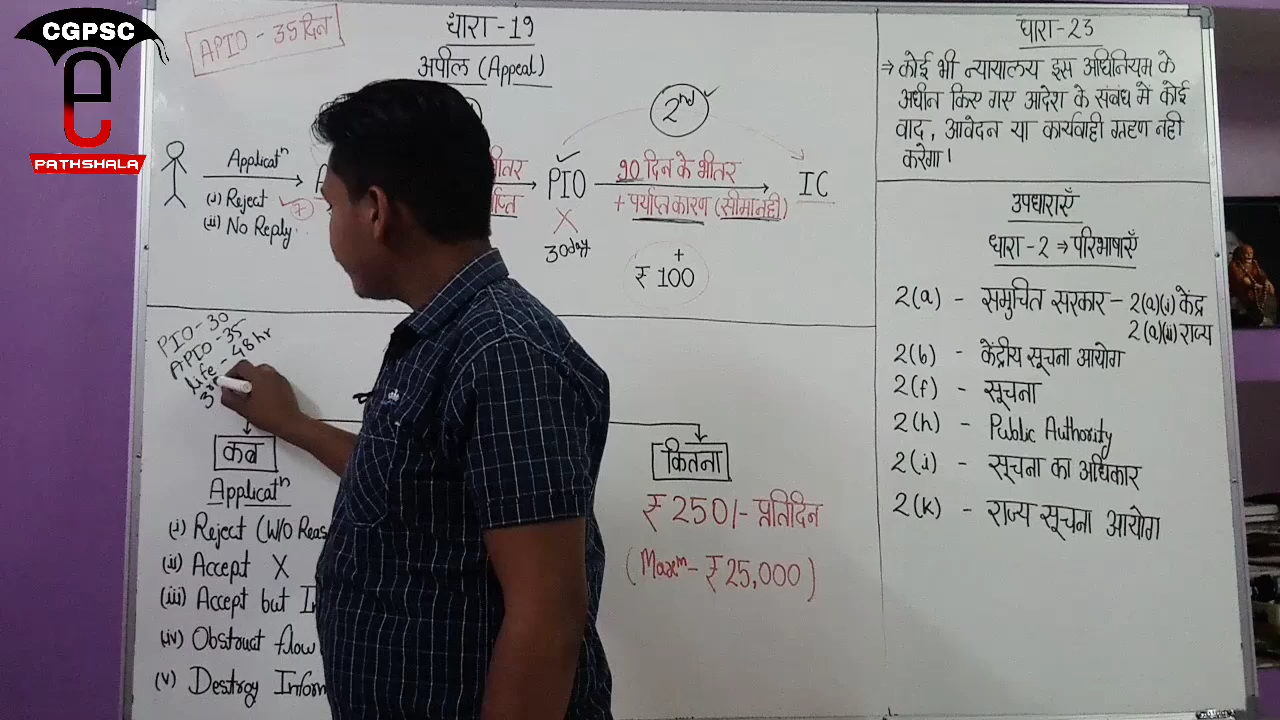 CGPSC
e
PATHSHALA
APIO - 35 दिन
धारा - 19
अपील (Appeal)
2nd
Applicatn
(i) Reject
(ii) No Reply
7
PIO
X
30day
90 दिन के भीतर
+ पर्याप्त कारण (सीमा नही)
+
₹ 100
IC
PIO - 30
APIO - 35
Life - 48 hr
कब
Applicatn
(i) Reject (W/O Reas
(ii) Accept X
(iii) Accept but I
(iv) Obstruct flow
(v) Destroy Inform
कितना
₹ 250/- प्रतिदिन
(Maxm - ₹ 25,000)
धारा - 23
→ कोई भी न्यायालय इस अधिनियम के
अधीन किए गए आदेश के संबंध में कोई
वाद, आवेदन या कार्यवाही ग्रहण नही
करेगा।
उपधाराएँ
धारा - 2 → परिभाषाएँ
2(a) - समुचित सरकार - 2(a)(i) केंद्र
2(a)(ii) राज्य
2(b) - केंद्रीय सूचना आयोग
2(f) - सूचना
2(h) - Public Authority
2(j) - सूचना का अधिकार
2(k) - राज्य सूचना आयोग